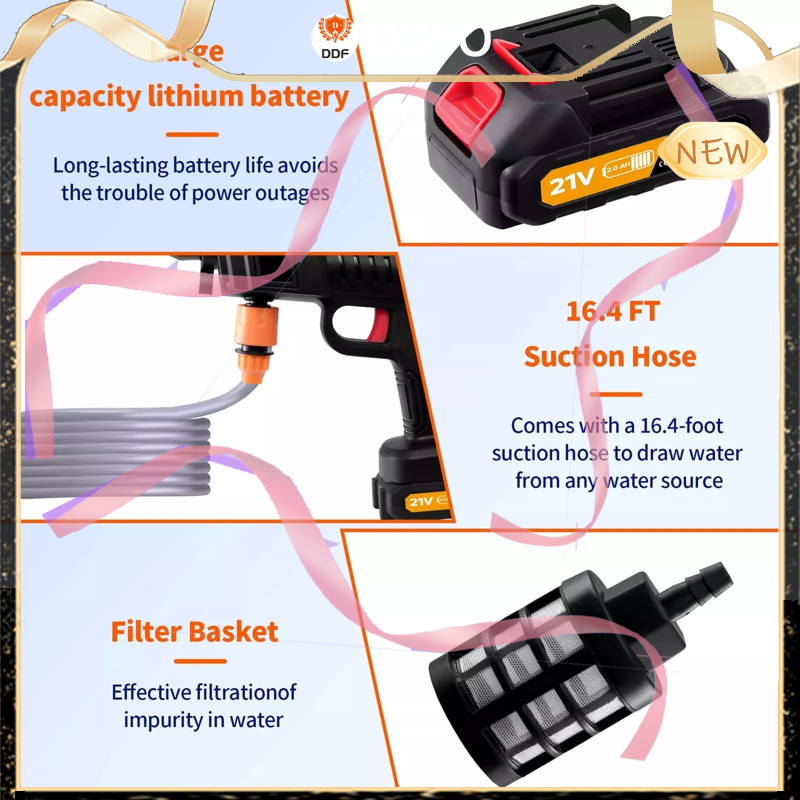 DDF
capacity lithium battery
Long-lasting battery life avoids
the trouble of power outages
21V 2.0 AH
NEW
16.4 FT
Suction Hose
Comes with a 16.4-foot
suction hose to draw water
from any water source
21V
Filter Basket
Effective filtrationof
impurity in water